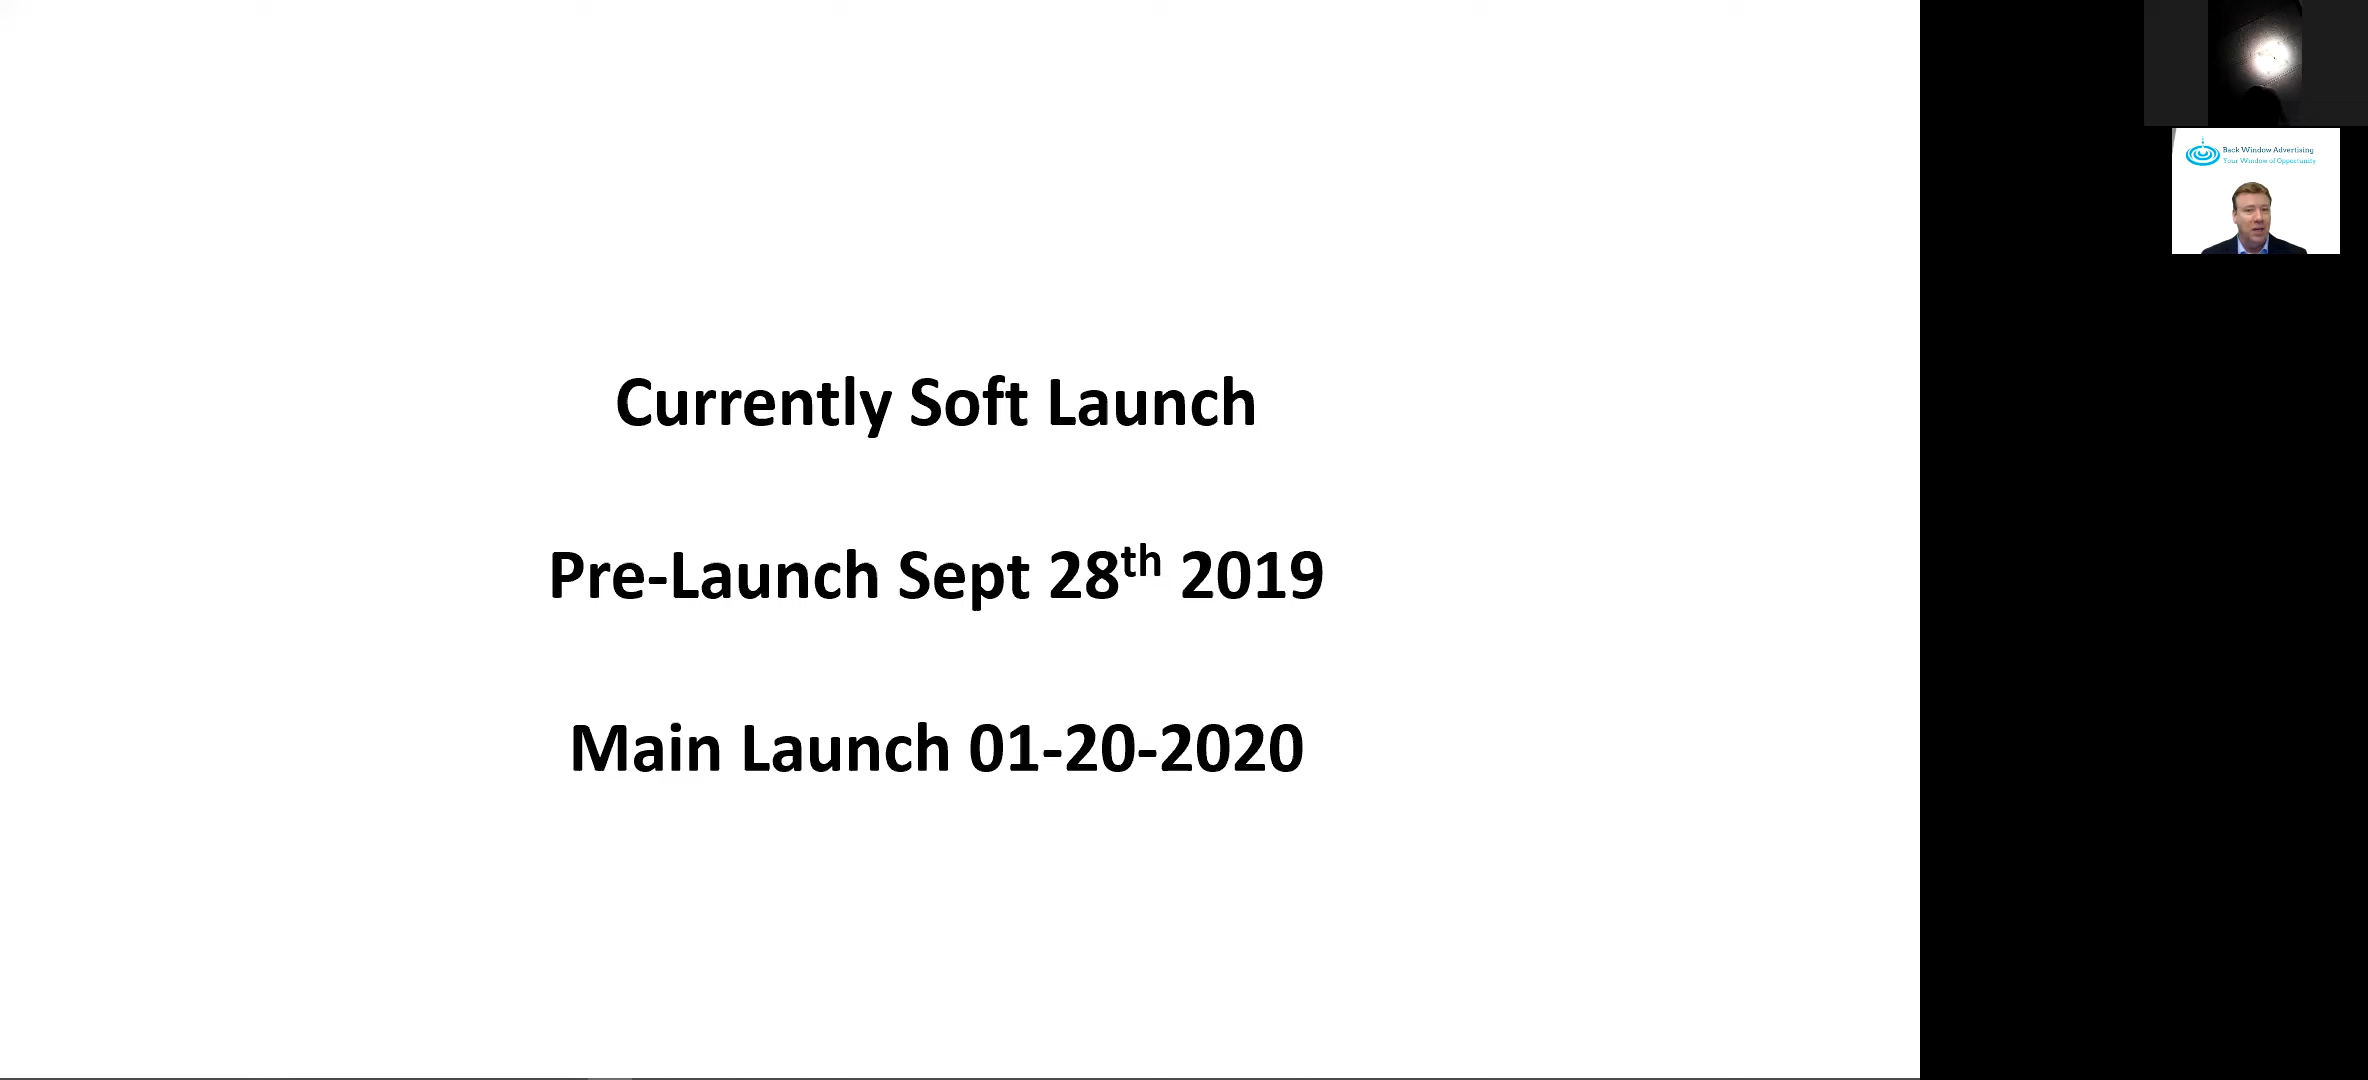 Currently Soft Launch
Pre-Launch Sept 28th 2019
Main Launch 01-20-2020
Back Window Advertising
Your Window of Opportunity